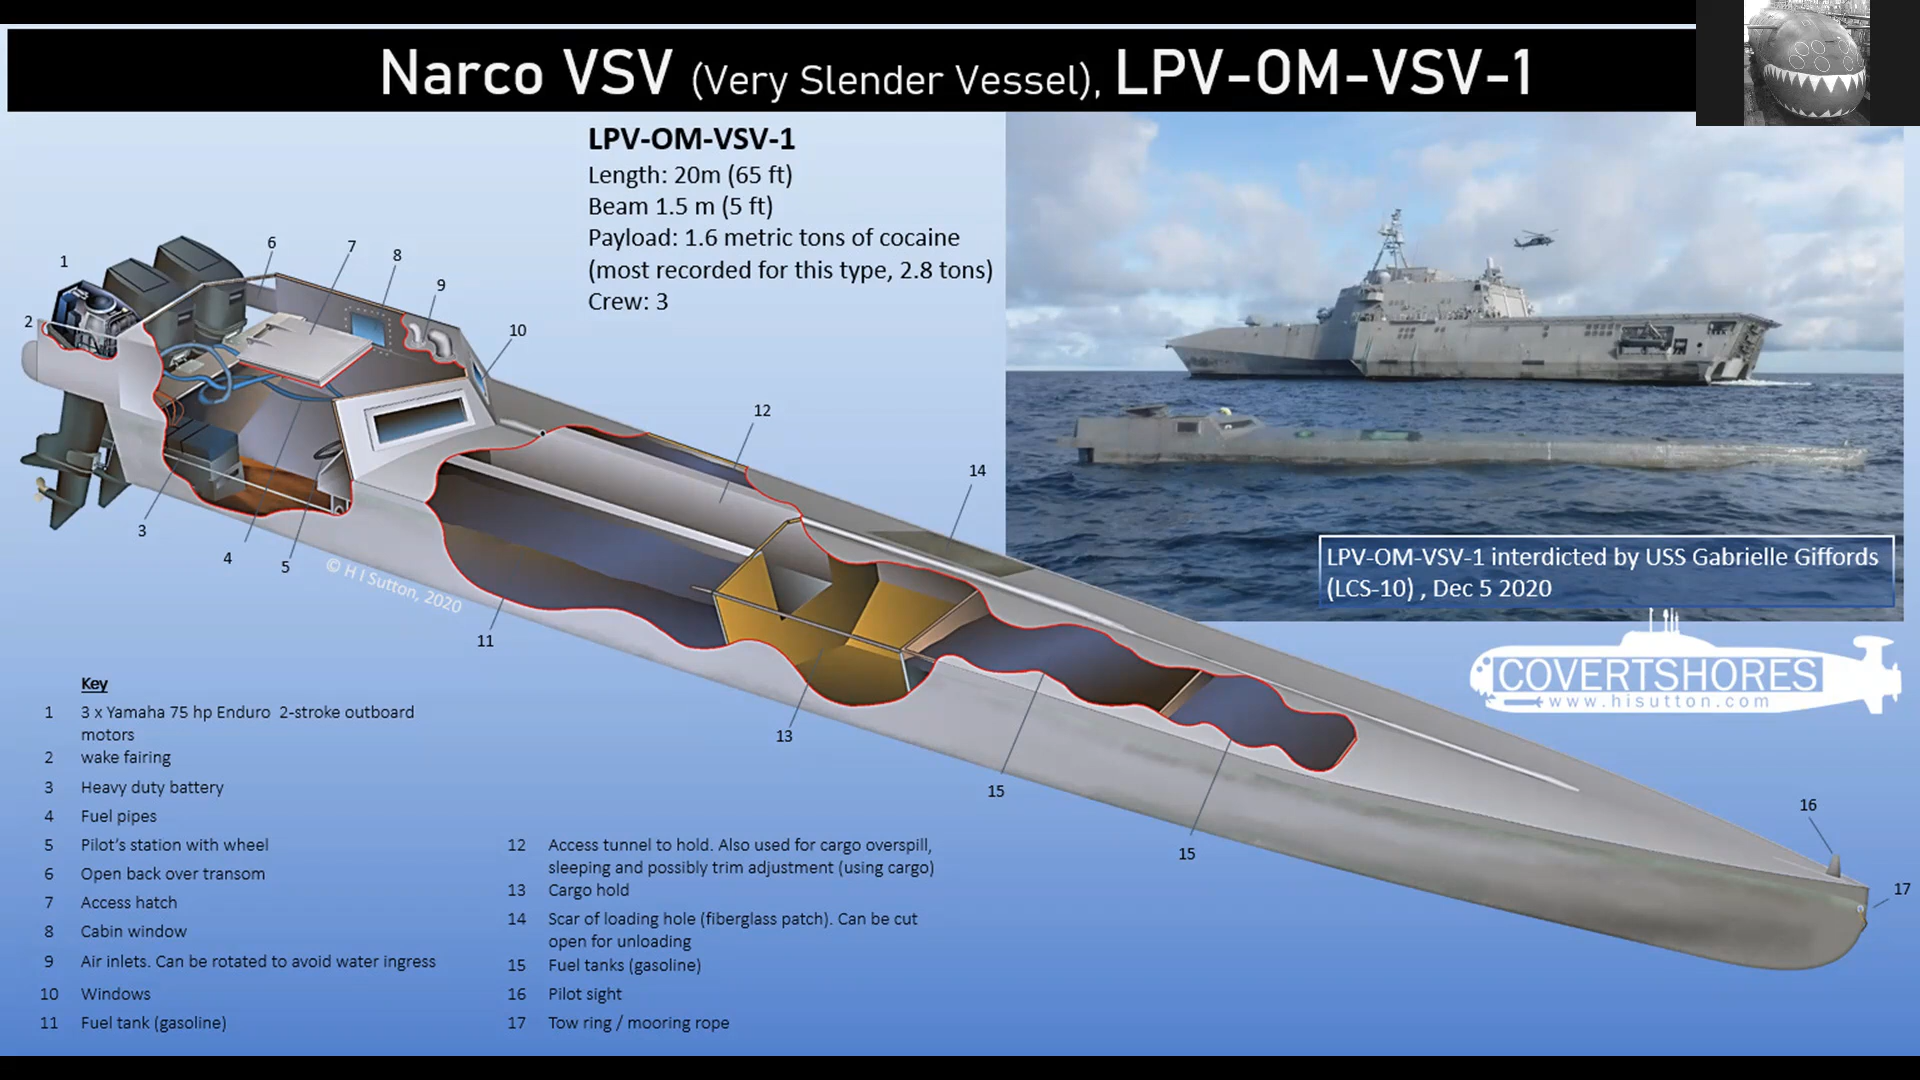 Narco VSV (Very Slender Vessel), LPV-OM-VSV-1
LPV-OM-VSV-1
Length: 20m (65 ft)
Beam 1.5 m (5 ft)
Payload: 1.6 metric tons of cocaine
(most recorded for this type, 2.8 tons)
Crew: 3
1
2
3
4
5
6
7
8
9
10
11
12
13
14
15
15
16
17
© H I Sutton, 2020
LPV-OM-VSV-1 interdicted by USS Gabrielle Giffords
(LCS-10) , Dec 5 2020
COVERTSHORES
www.hisutton.com
Key
1 3 x Yamaha 75 hp Enduro 2-stroke outboard
motors
2 wake fairing
3 Heavy duty battery
4 Fuel pipes
5 Pilot's station with wheel
6 Open back over transom
7 Access hatch
8 Cabin window
9 Air inlets. Can be rotated to avoid water ingress
10 Windows
11 Fuel tank (gasoline)
12 Access tunnel to hold. Also used for cargo overspill,
sleeping and possibly trim adjustment (using cargo)
13 Cargo hold
14 Scar of loading hole (fiberglass patch). Can be cut
open for unloading
15 Fuel tanks (gasoline)
16 Pilot sight
17 Tow ring / mooring rope